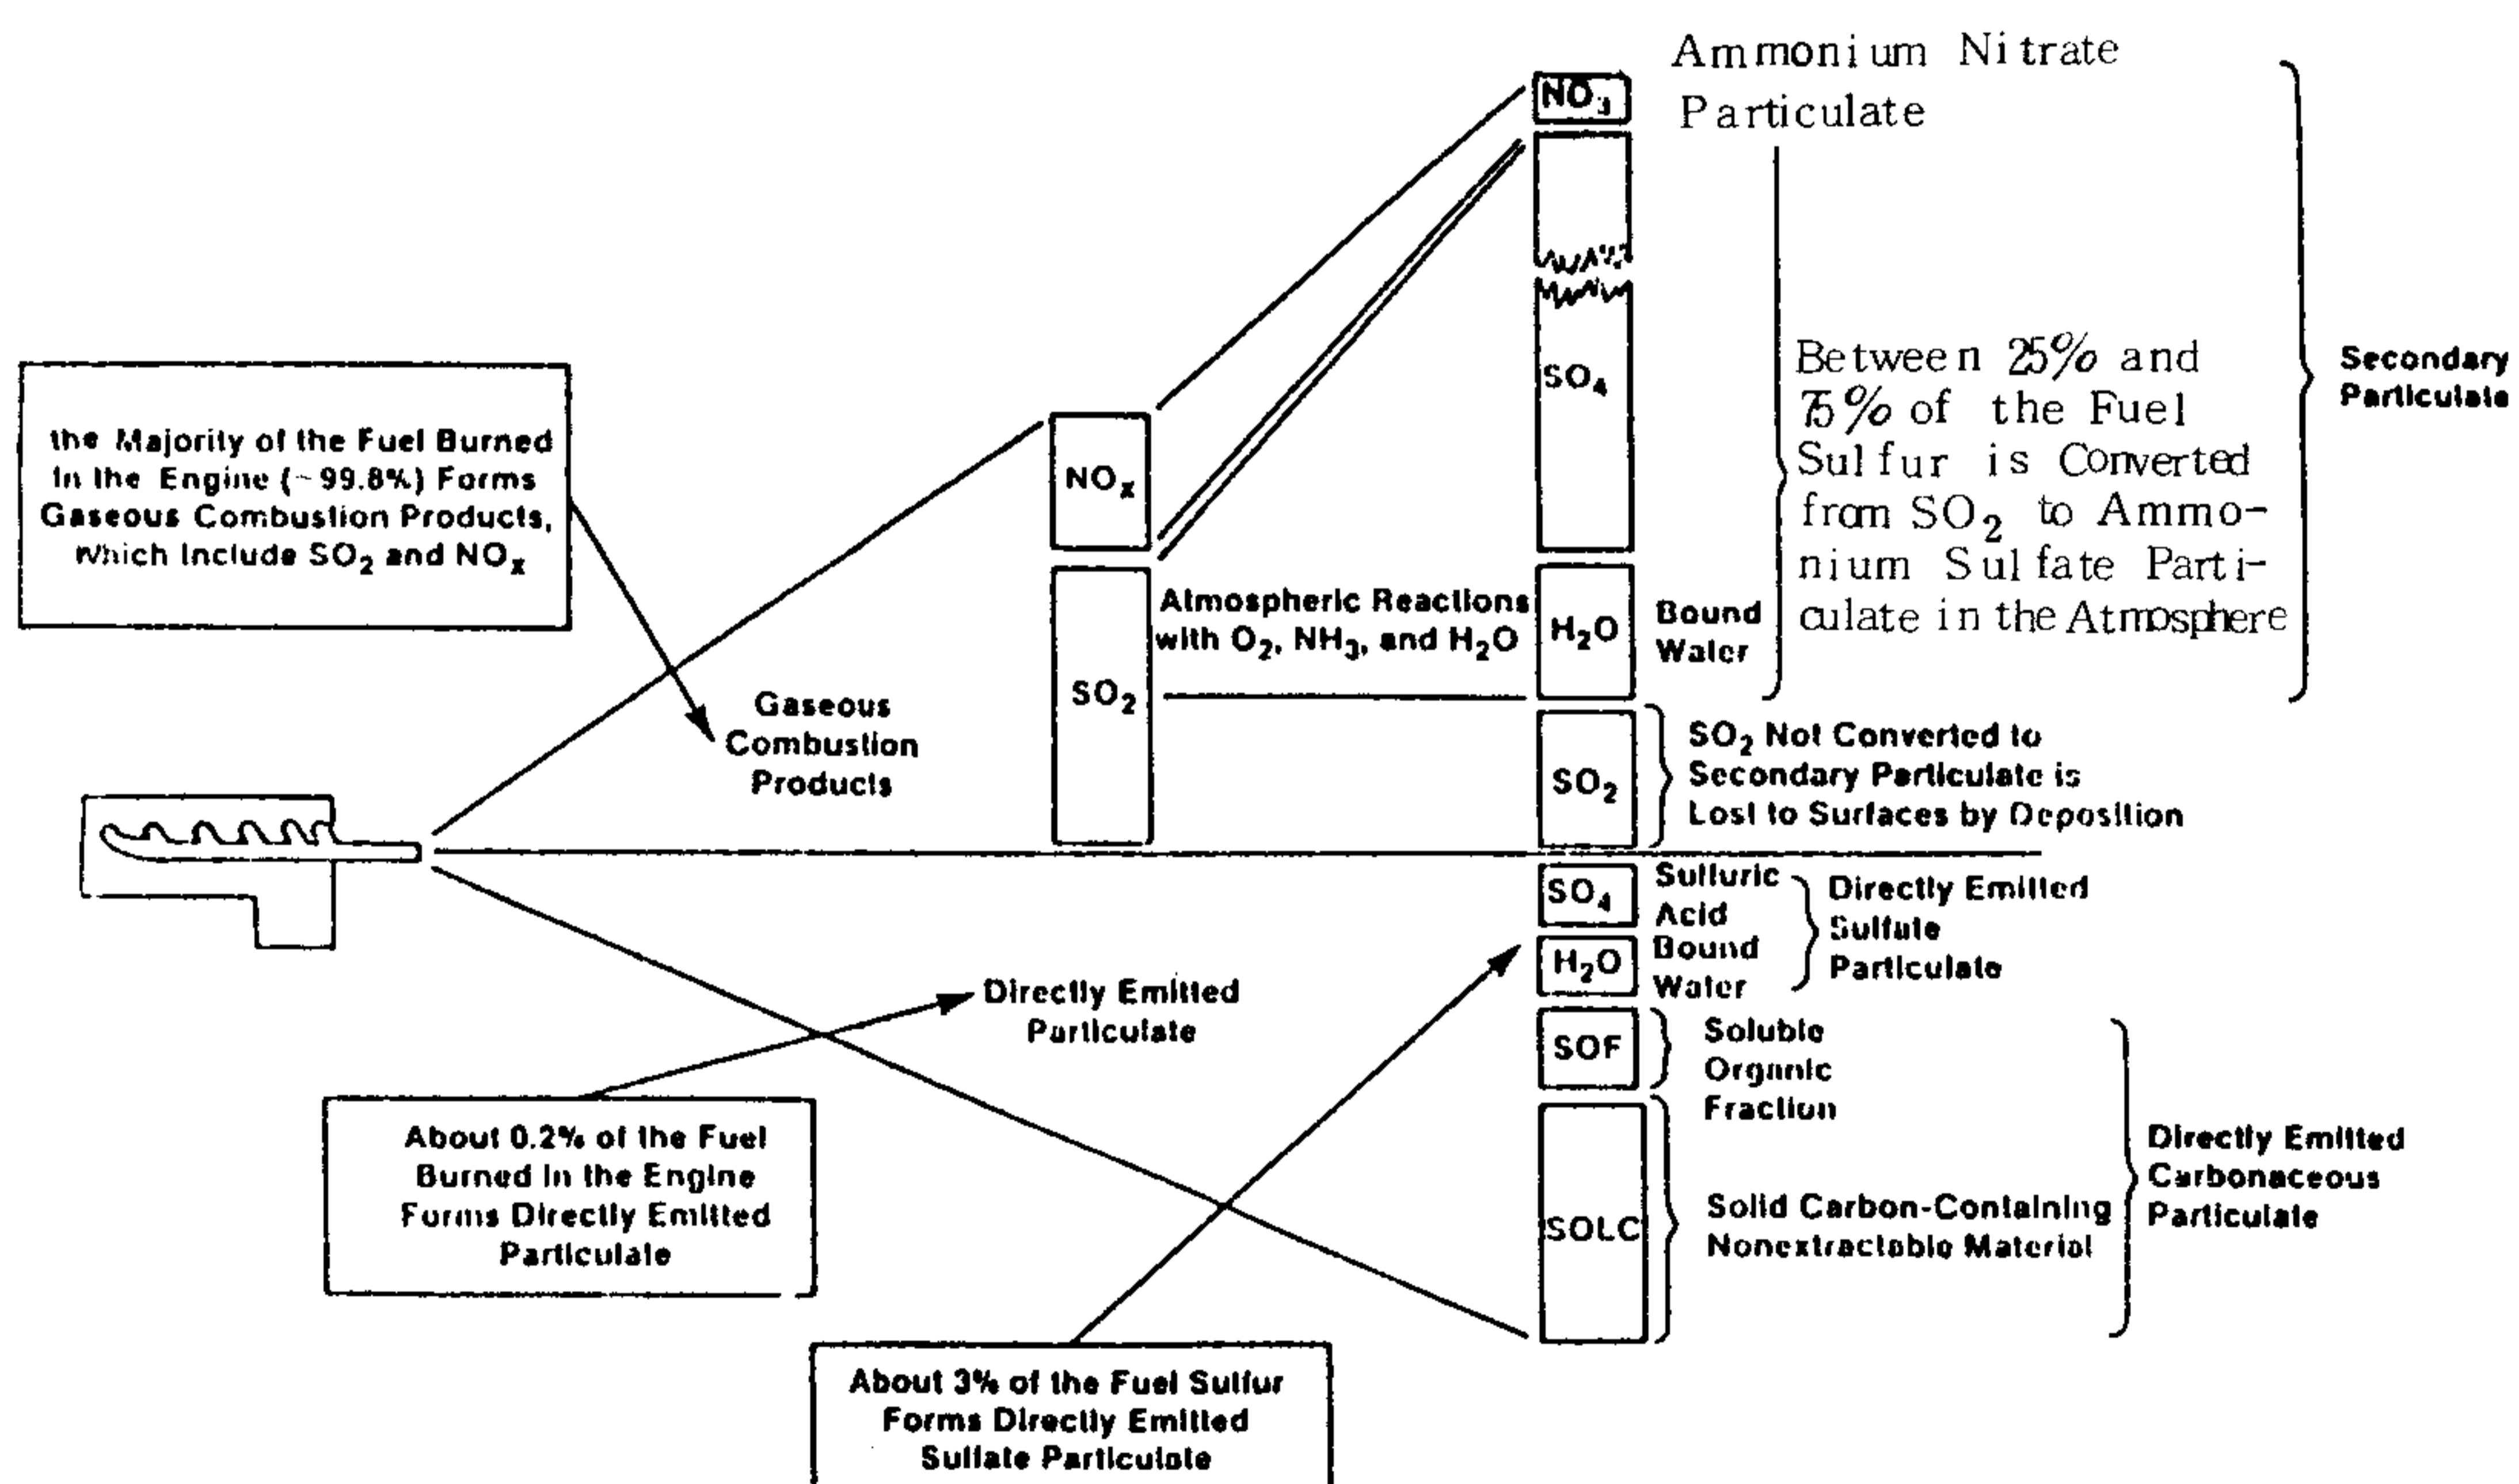 Ammonium Nitrate
Particulate
NO₃
SO₄
Between 25% and
75% of the Fuel
Sulfur is Converted
from SO₂ to Ammo-
nium Sulfate Parti-
culate in the Atmosphere
Secondary
Particulate
the Majority of the Fuel Burned
In the Engine (~99.8%) Forms
Gaseous Combustion Products,
Which Include SO₂ and NOₓ
NOₓ
SO₂
Atmospheric Reactions
with O₂, NH₃, and H₂O
H₂O
Bound
Water
Gaseous
Combustion
Products
SO₂
SO₂ Not Converted to
Secondary Particulate is
Lost to Surfaces by Deposition
SO₄
Sulfuric
Acid
H₂O
Bound
Water
Directly Emitted
Sulfate
Particulate
Directly Emitted
Particulate
SOF
Soluble
Organic
Fraction
SOLC
Solid Carbon-Containing
Nonextractable Material
Directly Emitted
Carbonaceous
Particulate
About 0.2% of the Fuel
Burned In the Engine
Forms Directly Emitted
Particulate
About 3% of the Fuel Sulfur
Forms Directly Emitted
Sulfate Particulate